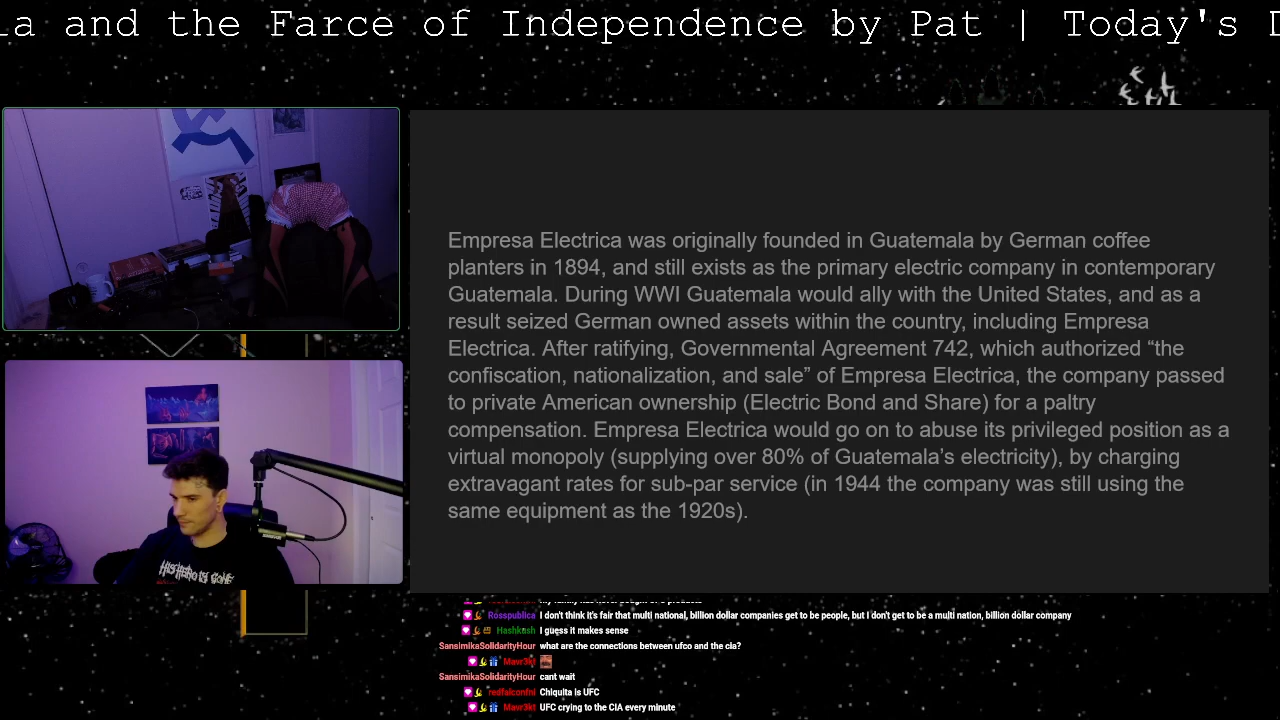 La and the Farce of Independence by Pat | Today's
Empresa Electrica was originally founded in Guatemala by German coffee
planters in 1894, and still exists as the primary electric company in contemporary
Guatemala. During WWI Guatemala would ally with the United States, and as a
result seized German owned assets within the country, including Empresa
Electrica. After ratifying, Governmental Agreement 742, which authorized “the
confiscation, nationalization, and sale” of Empresa Electrica, the company passed
to private American ownership (Electric Bond and Share) for a paltry
compensation. Empresa Electrica would go on to abuse its privileged position as a
virtual monopoly (supplying over 80% of Guatemala’s electricity), by charging
extravagant rates for sub-par service (in 1944 the company was still using the
same equipment as the 1920s).
HIS HERO IS GONE
Rosspublica I don't think it's fair that multi national, billion dollar companies get to be people, but I don't get to be a multi nation, billion dollar company
Hashkush I guess it makes sense
SansimikaSolidarityHour what are the connections between ufco and the cia?
Mavr3kt
SansimikaSolidarityHour cant wait
redfalconfni Chiquita is UFC
Mavr3kt UFC crying to the CIA every minute